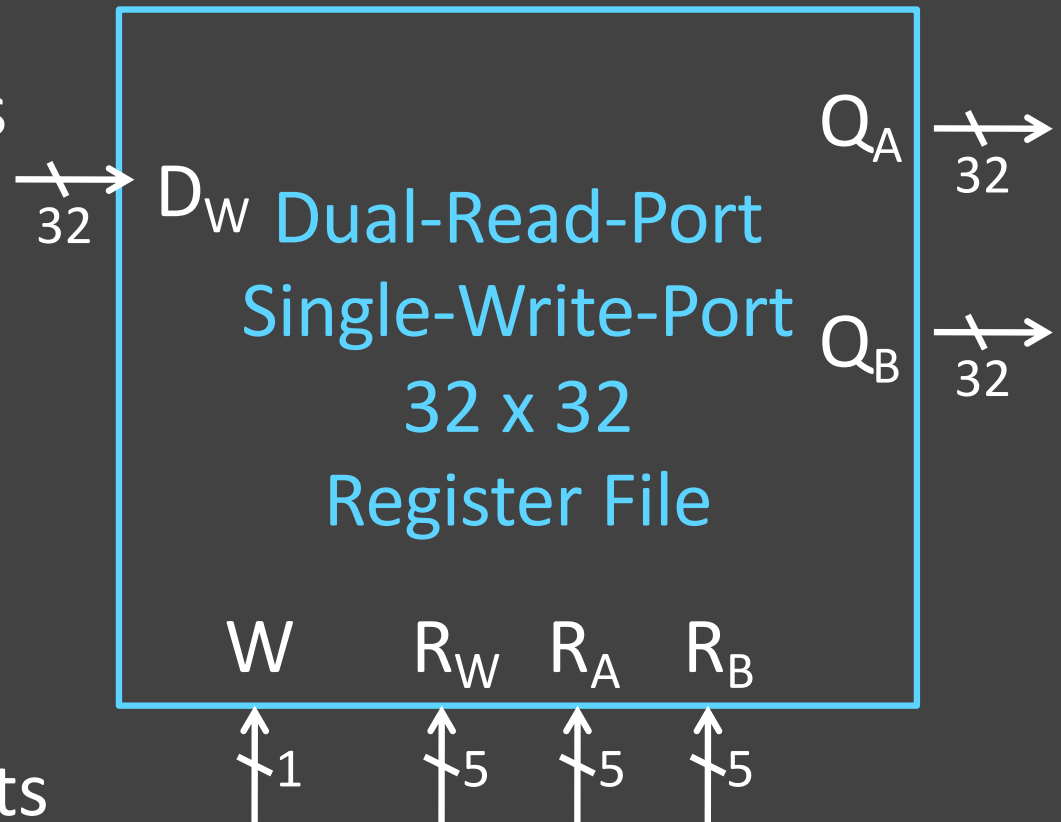 s
Q_A
32
D_W
32
Dual-Read-Port
Single-Write-Port
Q_B
32
32 x 32
Register File
W R_W R_A R_B
1 5 5 5
ts